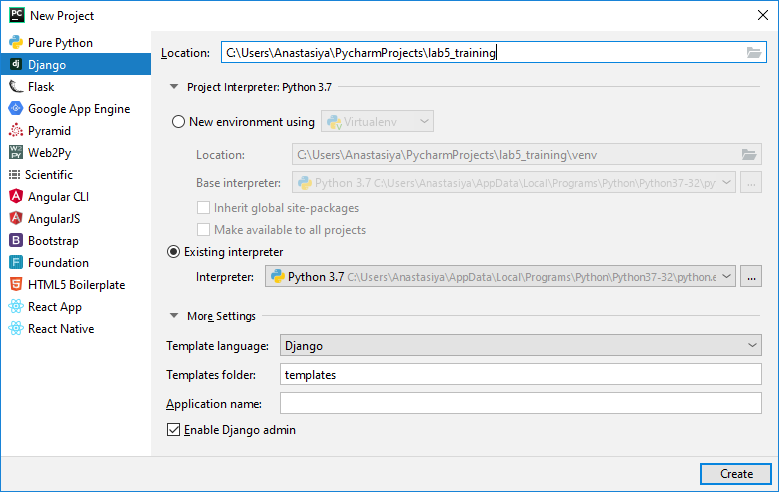 New Project
Pure Python
Django
Flask
Google App Engine
Pyramid
Web2Py
Scientific
Angular CLI
AngularJS
Bootstrap
Foundation
HTML5 Boilerplate
React App
React Native
Location: C:\Users\Anastasiya\PycharmProjects\lab5_training
Project Interpreter: Python 3.7
New environment using Virtualenv
Location: C:\Users\Anastasiya\PycharmProjects\lab5_training\venv
Base interpreter: Python 3.7 C:\Users\Anastasiya\AppData\Local\Programs\Python\Python37-32\py ...
Inherit global site-packages
Make available to all projects
Existing interpreter
Interpreter: Python 3.7 C:\Users\Anastasiya\AppData\Local\Programs\Python\Python37-32\python.e ...
More Settings
Template language: Django
Templates folder: templates
Application name:
Enable Django admin
Create